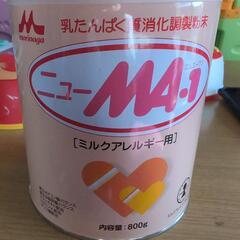 乳たんぱく質消化調製粉末
morinaga
ニューMA-1
[ミルクアレルギー用]
内容量:800g